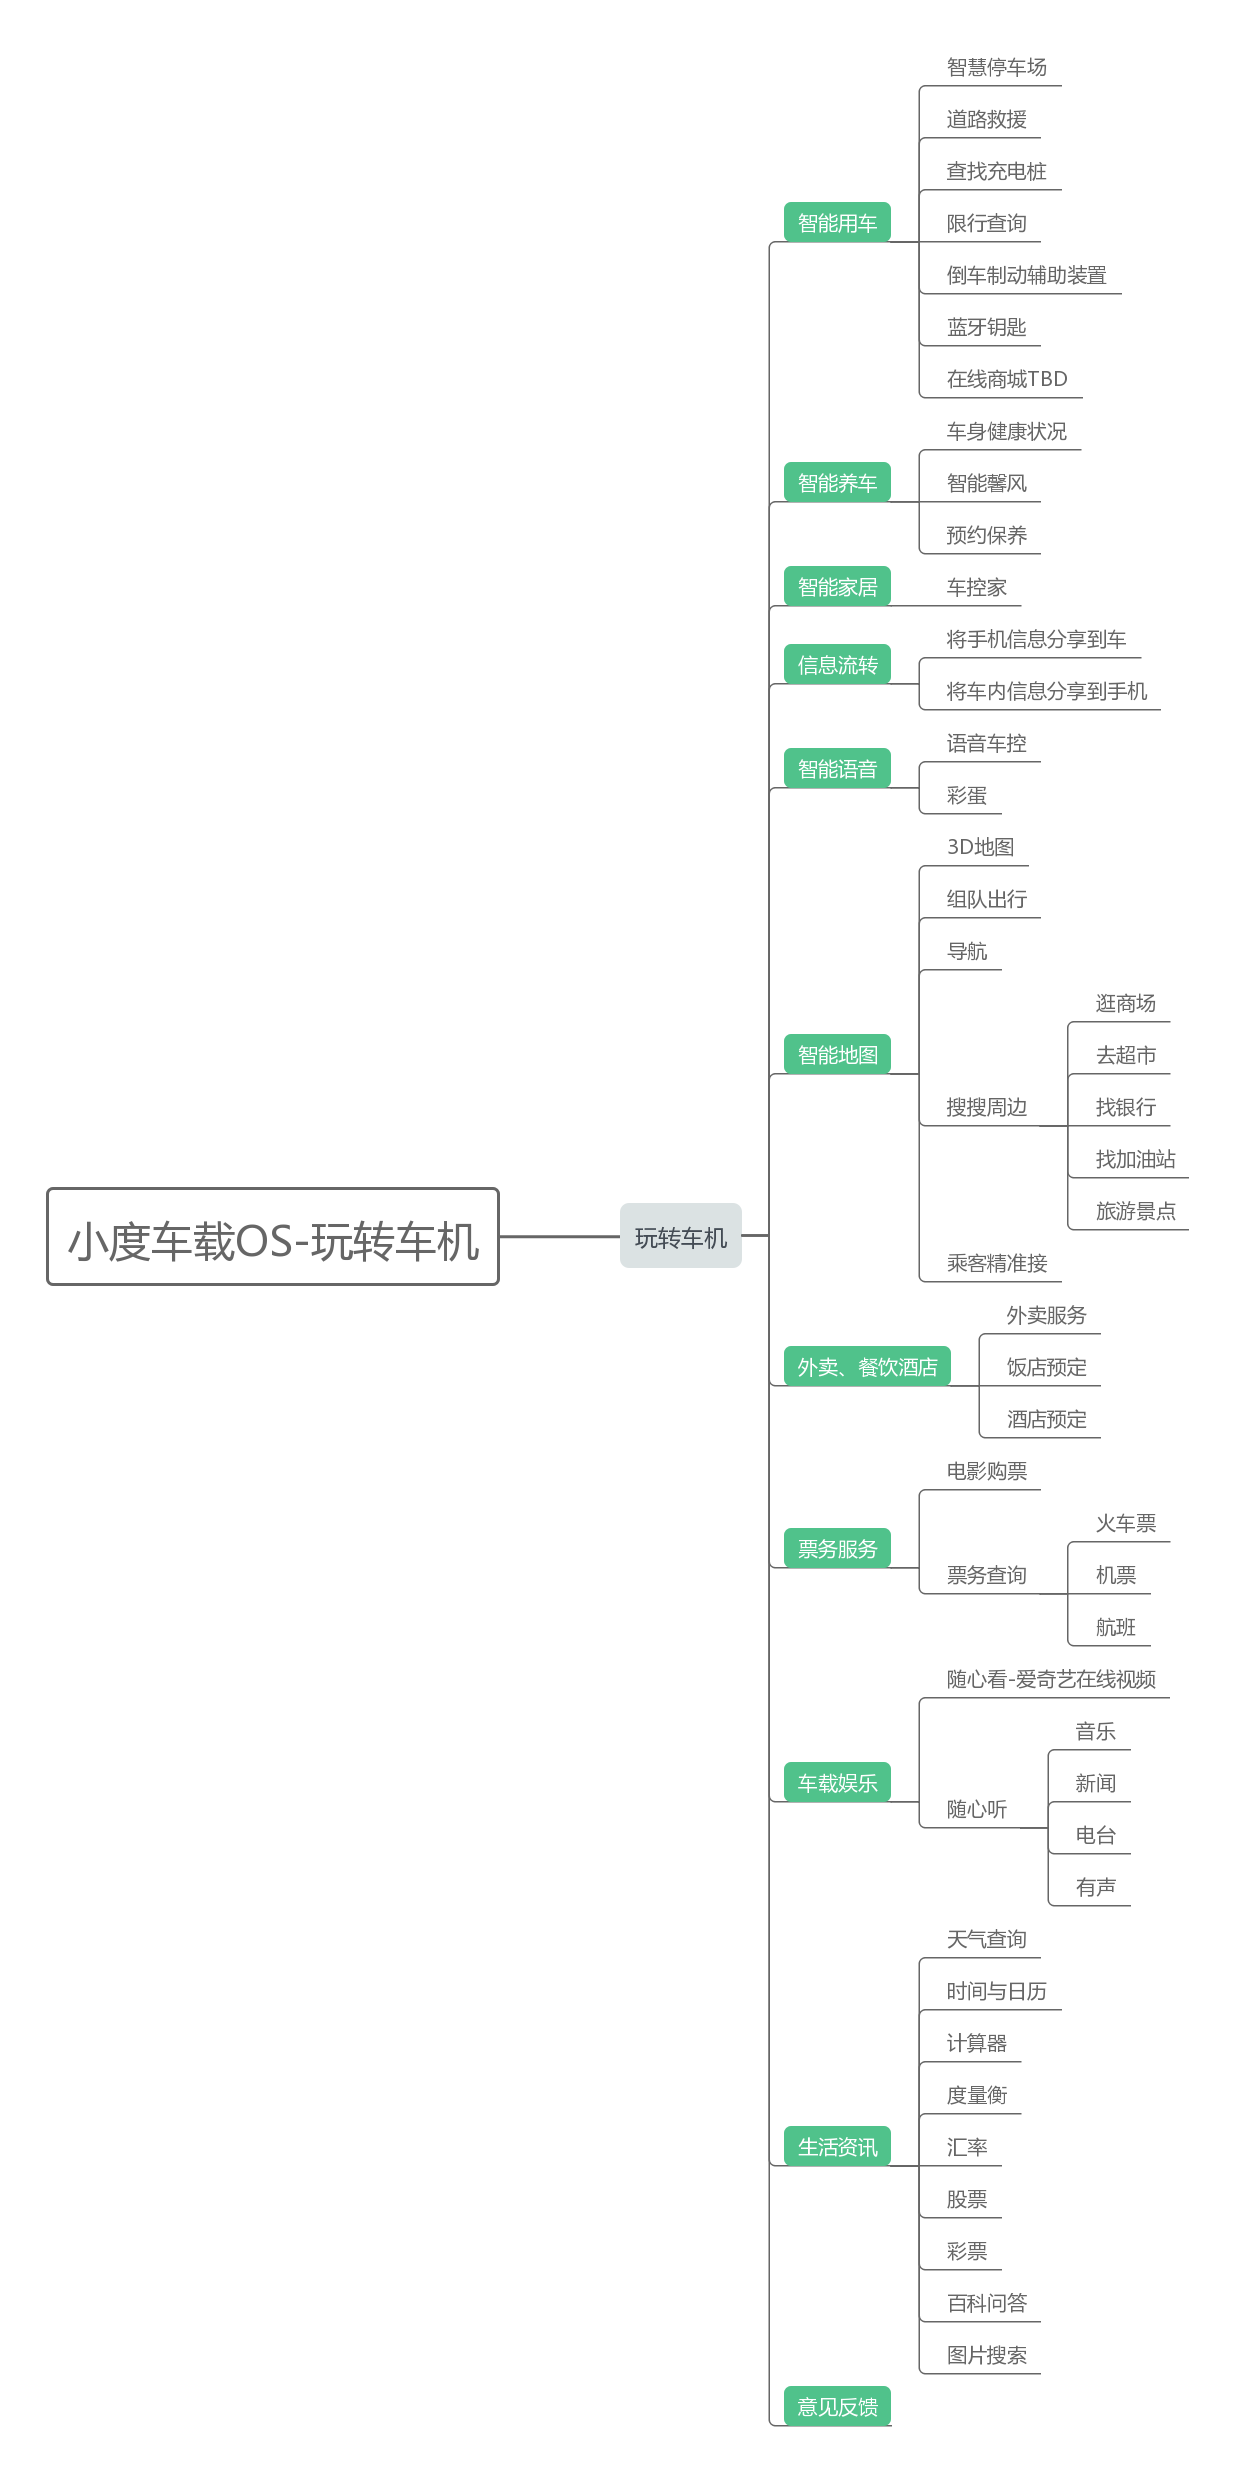 小度车载OS-玩转车机
玩转车机
智能用车
智慧停车场
道路救援
查找充电桩
限行查询
倒车制动辅助装置
蓝牙钥匙
在线商城TBD
智能养车
车身健康状况
智能馨风
预约保养
智能家居
车控家
信息流转
将手机信息分享到车
将车内信息分享到手机
智能语音
语音车控
彩蛋
智能地图
3D地图
组队出行
导航
搜搜周边
逛商场
去超市
找银行
找加油站
旅游景点
乘客精准接
外卖、餐饮酒店
外卖服务
饭店预定
酒店预定
票务服务
电影购票
票务查询
火车票
机票
航班
车载娱乐
随心看-爱奇艺在线视频
随心听
音乐
新闻
电台
有声
生活资讯
天气查询
时间与日历
计算器
度量衡
汇率
股票
彩票
百科问答
图片搜索
意见反馈